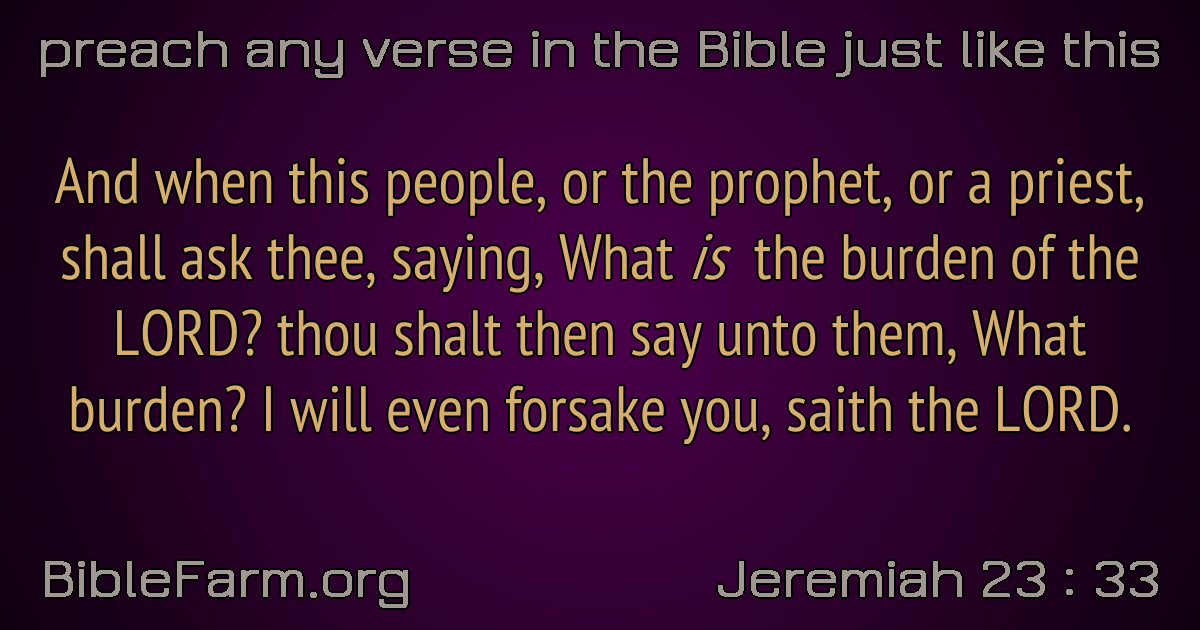 preach any verse in the Bible just like this
And when this people, or the prophet, or a priest,
shall ask thee, saying, What is the burden of the
LORD? thou shalt then say unto them, What
burden? I will even forsake you, saith the LORD.
BibleFarm.org
Jeremiah 23 : 33